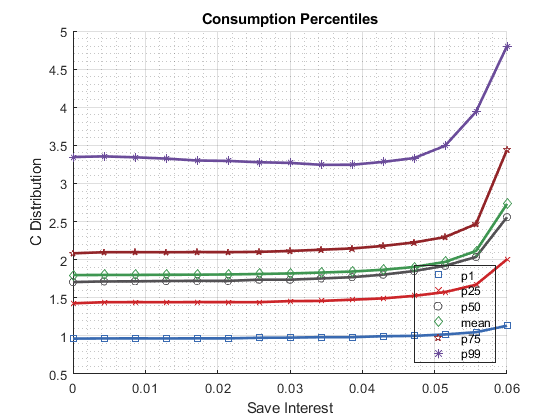 Consumption Percentiles
5
4.5
4
3.5
3
2.5
2
1.5
1
0.5
C Distribution
p1
p25
p50
mean
p75
p99
0 0.01 0.02 0.03 0.04 0.05 0.06
Save Interest